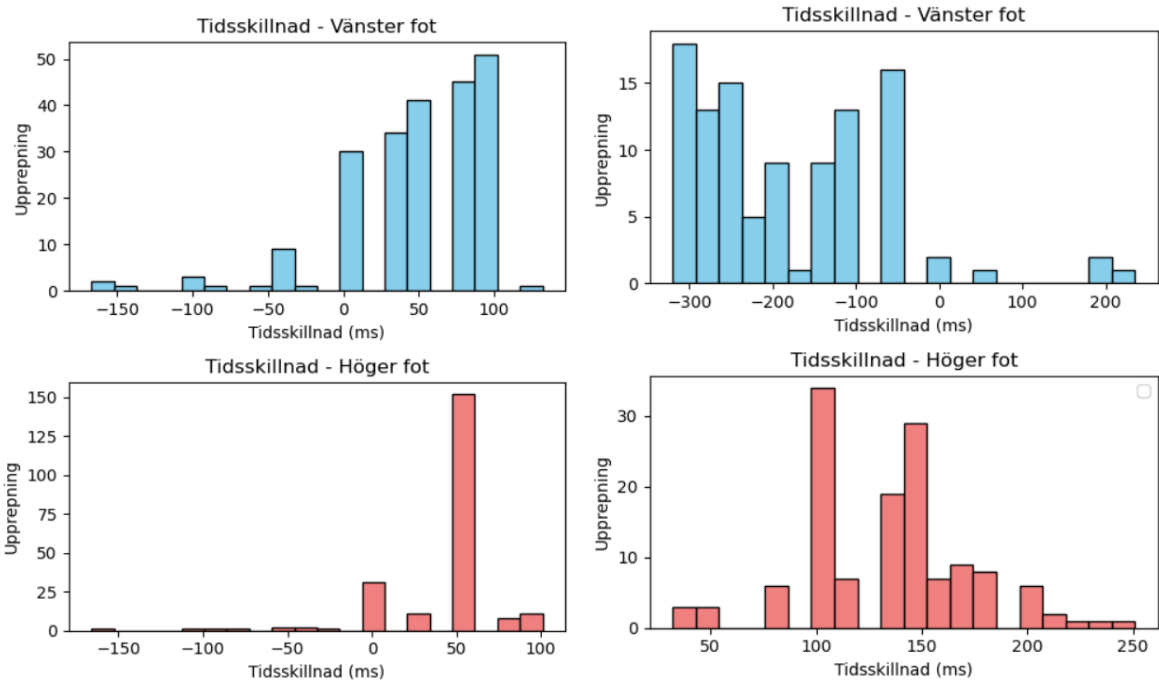 Tidsskillnad - Vänster fot
Upprepning
50
40
30
20
10
0
−150 −100 −50 0 50 100
Tidsskillnad (ms)
Tidsskillnad - Vänster fot
Upprepning
15
10
5
0
−300 −200 −100 0 100 200
Tidsskillnad (ms)
Tidsskillnad - Höger fot
Upprepning
150
125
100
75
50
25
0
−150 −100 −50 0 50 100
Tidsskillnad (ms)
Tidsskillnad - Höger fot
Upprepning
30
20
10
0
50 100 150 200 250
Tidsskillnad (ms)